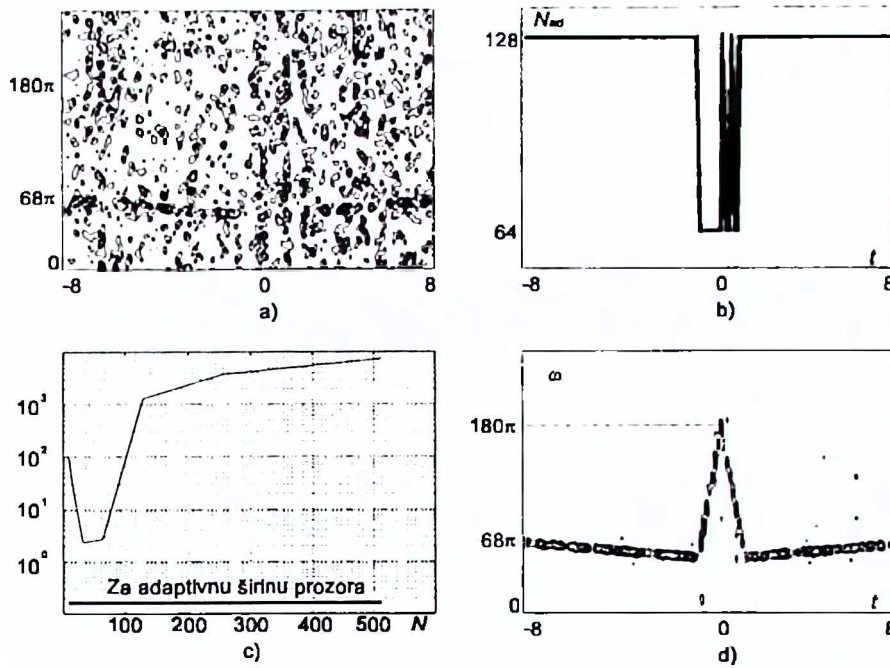 180π
68π
0
-8 0 8
a)
N_ad
128
64
t
-8 0 8
b)
10³
10²
10¹
10⁰
Za adaptivnu širinu prozora
100 200 300 400 500 N
c)
ω
180π
68π
0
t
-8 0 8
d)